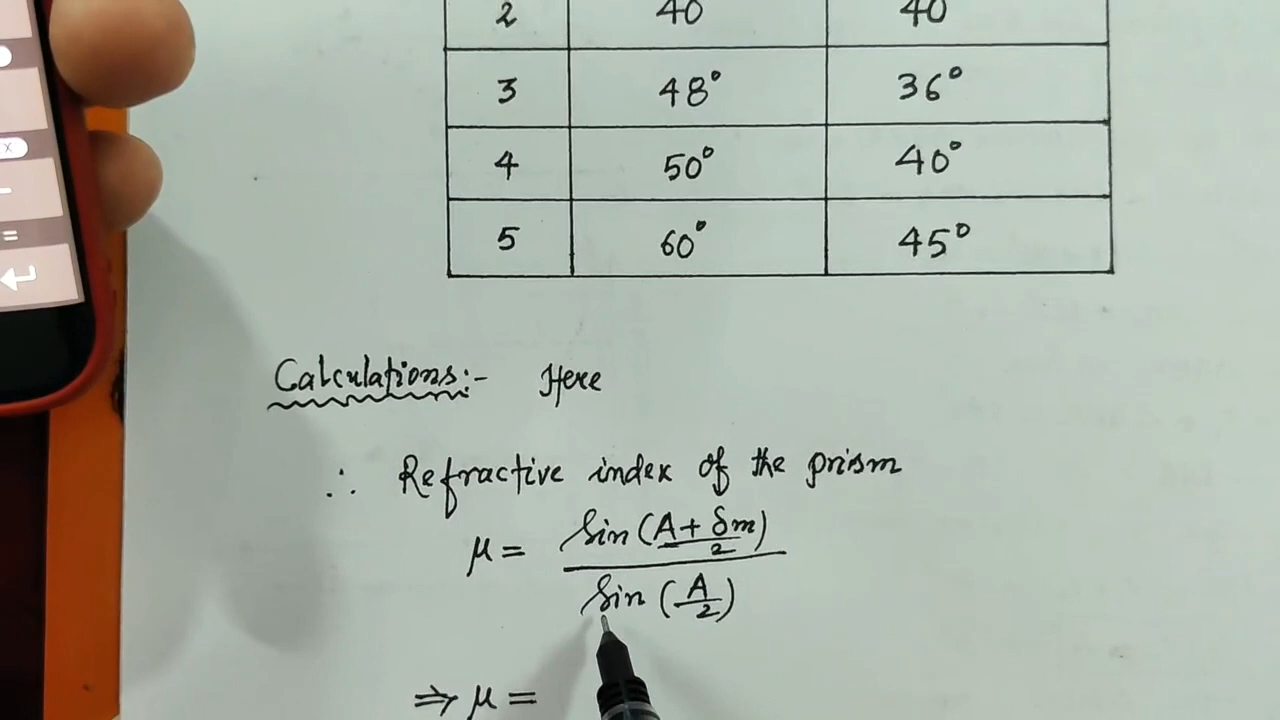 2 40 40
3 48° 36°
4 50° 40°
5 60° 45°
Calculations:- Here
∴ Refractive index of the prism
μ = sin (A + δm / 2) / sin (A / 2)
⇒ μ =
x
-
=